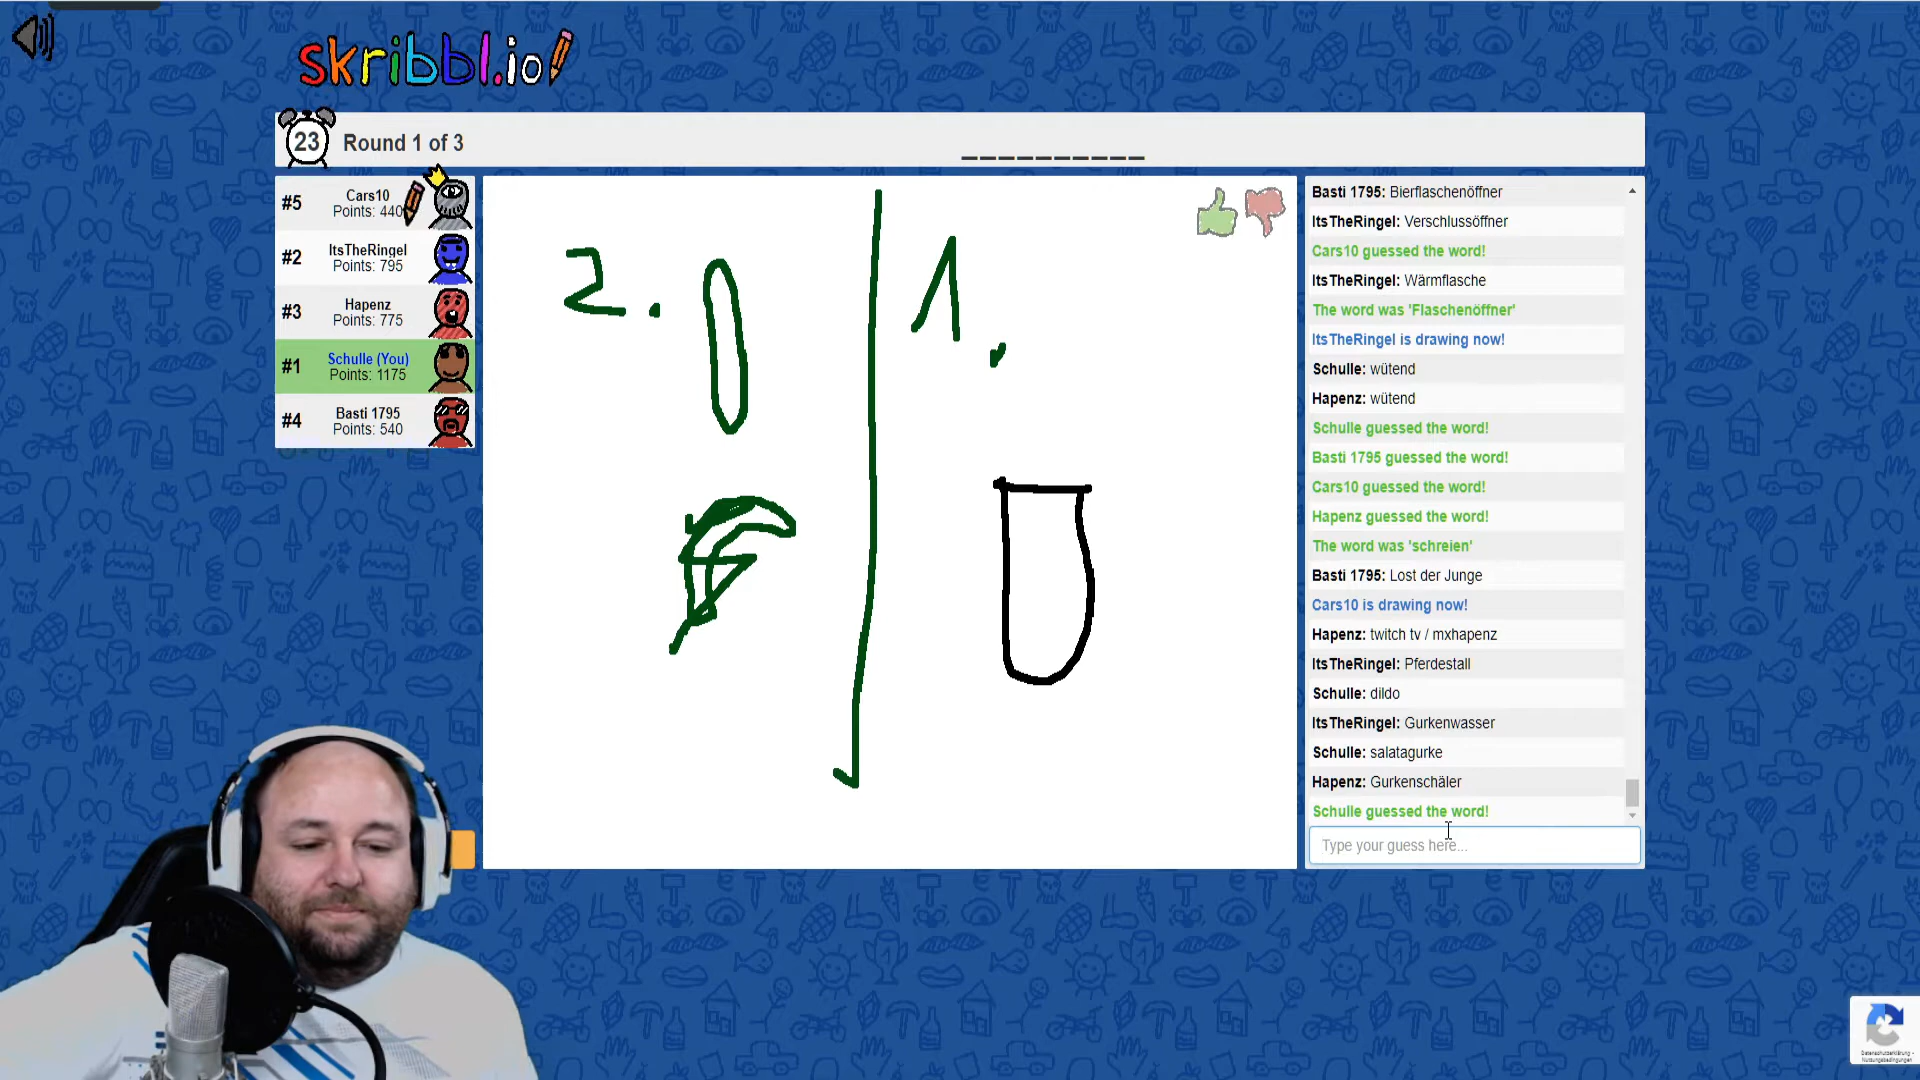 skribbl.io
23
Round 1 of 3
__________
#5
Cars10
Points: 440
#2
ItsTheRingel
Points: 795
#3
Hapenz
Points: 775
#1
Schulle (You)
Points: 1175
#4
Basti 1795
Points: 540
2.
1.
Basti 1795: Bierflaschenöffner
ItsTheRingel: Verschlussöffner
Cars10 guessed the word!
ItsTheRingel: Wärmflasche
The word was 'Flaschenöffner'
ItsTheRingel is drawing now!
Schulle: wütend
Hapenz: wütend
Schulle guessed the word!
Basti 1795 guessed the word!
Cars10 guessed the word!
Hapenz guessed the word!
The word was 'schreien'
Basti 1795: Lost der Junge
Cars10 is drawing now!
Hapenz: twitch tv / mxhapenz
ItsTheRingel: Pferdestall
Schulle: dildo
ItsTheRingel: Gurkenwasser
Schulle: salatagurke
Hapenz: Gurkenschäler
Schulle guessed the word!
Type your guess here...
Datenschutzerklärung -
Nutzungsbedingungen